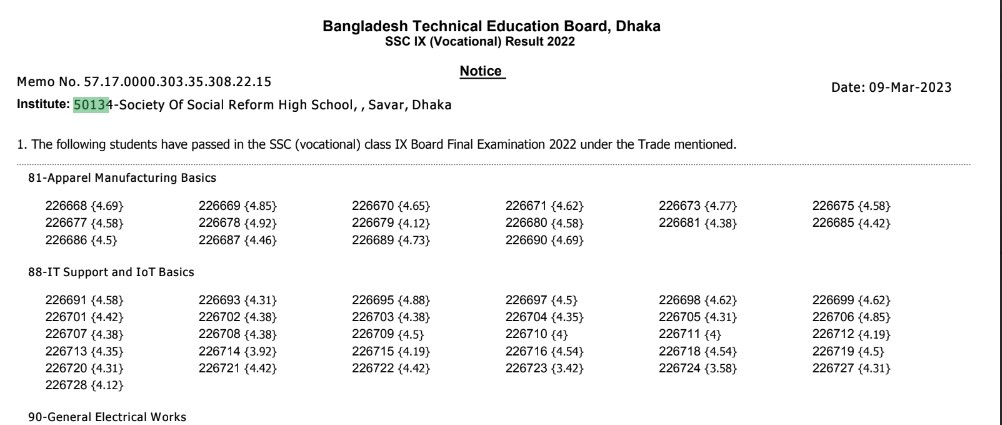 Bangladesh Technical Education Board, Dhaka
SSC IX (Vocational) Result 2022
Notice
Memo No. 57.17.0000.303.35.308.22.15
Date: 09-Mar-2023
Institute: 50134-Society Of Social Reform High School, , Savar, Dhaka
1. The following students have passed in the SSC (vocational) class IX Board Final Examination 2022 under the Trade mentioned.
81-Apparel Manufacturing Basics
226668 {4.69} 226669 {4.85} 226670 {4.65} 226671 {4.62} 226673 {4.77} 226675 {4.58}
226677 {4.58} 226678 {4.92} 226679 {4.12} 226680 {4.58} 226681 {4.38} 226685 {4.42}
226686 {4.5} 226687 {4.46} 226689 {4.73} 226690 {4.69}
88-IT Support and IoT Basics
226691 {4.58} 226693 {4.31} 226695 {4.88} 226697 {4.5} 226698 {4.62} 226699 {4.62}
226701 {4.42} 226702 {4.38} 226703 {4.38} 226704 {4.35} 226705 {4.31} 226706 {4.85}
226707 {4.38} 226708 {4.38} 226709 {4.5} 226710 {4} 226711 {4} 226712 {4.19}
226713 {4.35} 226714 {3.92} 226715 {4.19} 226716 {4.54} 226718 {4.54} 226719 {4.5}
226720 {4.31} 226721 {4.42} 226722 {4.42} 226723 {3.42} 226724 {3.58} 226727 {4.31}
226728 {4.12}
90-General Electrical Works